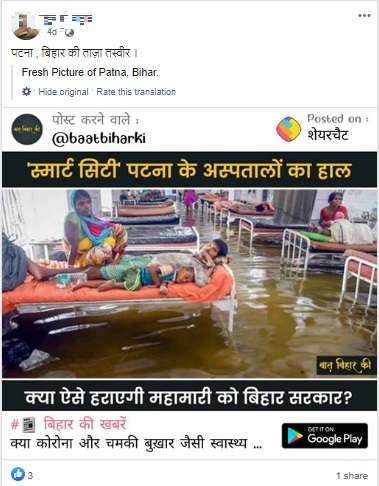 4d
पटना , बिहार की ताज़ा तस्वीर ।
Fresh Picture of Patna, Bihar.
Hide original · Rate this translation
बात बिहार की
पोस्ट करने वाले :
@baatbiharki
Posted on :
शेयरचैट
'स्मार्ट सिटी' पटना के अस्पतालों का हाल
बात बिहार की
क्या ऐसे हराएगी महामारी को बिहार सरकार?
# बिहार की खबरें
क्या कोरोना और चमकी बुख़ार जैसी स्वास्थ्य ...
GET IT ON
Google Play
3
1 share